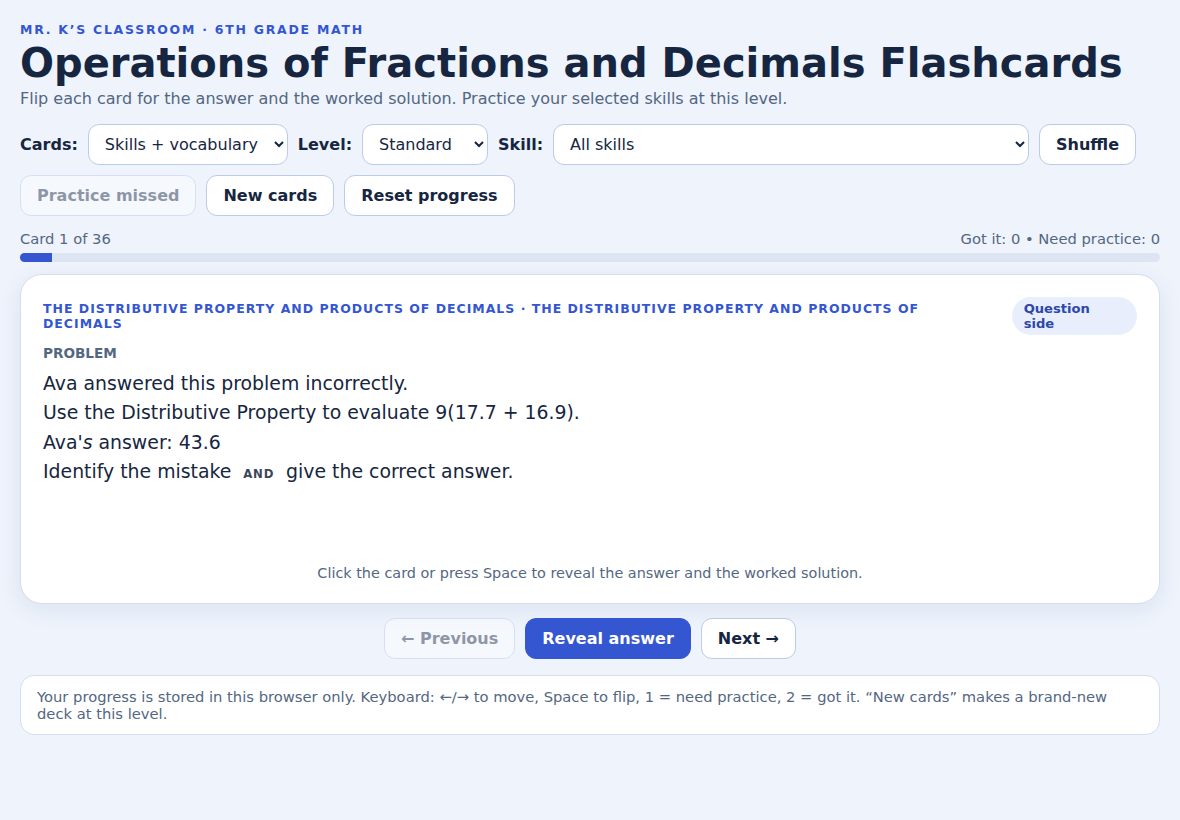 MR. K’S CLASSROOM · 6TH GRADE MATH
Operations of Fractions and Decimals Flashcards
Flip each card for the answer and the worked solution. Practice your selected skills at this level.
Cards: Skills + vocabulary Level: Standard Skill: All skills Shuffle
Practice missed New cards Reset progress
Card 1 of 36 Got it: 0 • Need practice: 0
THE DISTRIBUTIVE PROPERTY AND PRODUCTS OF DECIMALS · THE DISTRIBUTIVE PROPERTY AND PRODUCTS OF
DECIMALS
Question
side
PROBLEM
Ava answered this problem incorrectly.
Use the Distributive Property to evaluate 9(17.7 + 16.9).
Ava's answer: 43.6
Identify the mistake AND give the correct answer.
Click the card or press Space to reveal the answer and the worked solution.
← Previous Reveal answer Next →
Your progress is stored in this browser only. Keyboard: ←/→ to move, Space to flip, 1 = need practice, 2 = got it. “New cards” makes a brand-new
deck at this level.